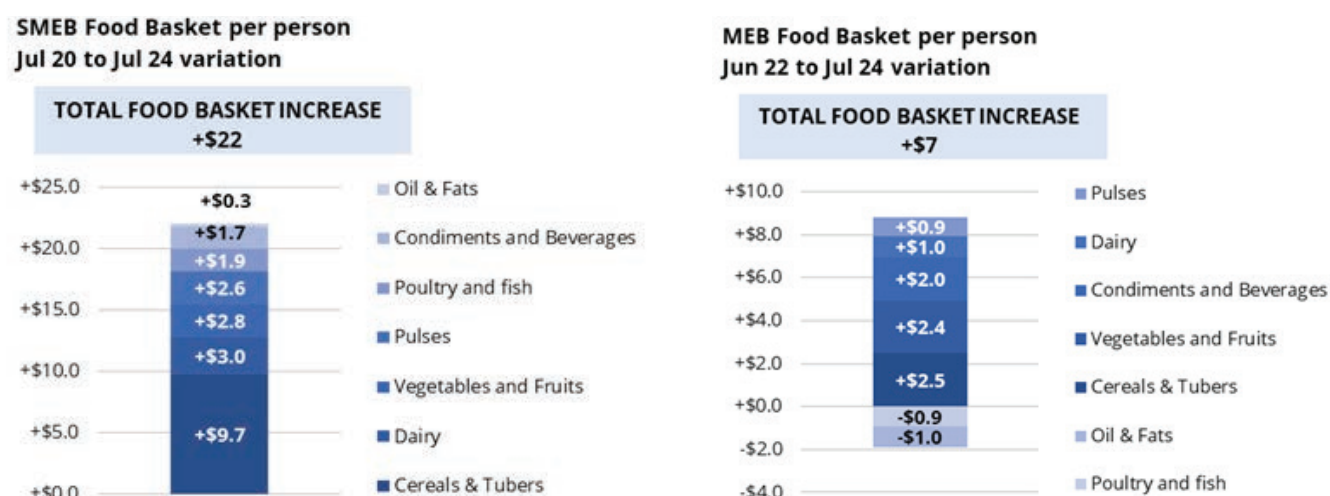 SMEB Food Basket per person
Jul 20 to Jul 24 variation
TOTAL FOOD BASKET INCREASE
+$22
+$25.0
+$20.0
+$15.0
+$10.0
+$5.0
+$0.0
+$0.3
+$1.7
+$1.9
+$2.6
+$2.8
+$3.0
+$9.7
Oil & Fats
Condiments and Beverages
Poultry and fish
Pulses
Vegetables and Fruits
Dairy
Cereals & Tubers
MEB Food Basket per person
Jun 22 to Jul 24 variation
TOTAL FOOD BASKET INCREASE
+$7
+$10.0
+$8.0
+$6.0
+$4.0
+$2.0
+$0.0
-$2.0
-$4.0
+$0.9
+$1.0
+$2.0
+$2.4
+$2.5
-$0.9
-$1.0
Pulses
Dairy
Condiments and Beverages
Vegetables and Fruits
Cereals & Tubers
Oil & Fats
Poultry and fish